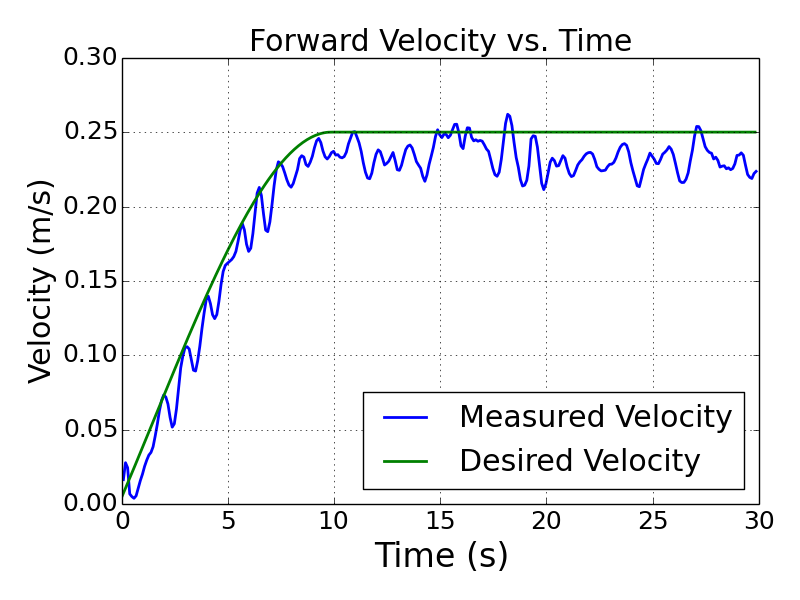 Forward Velocity vs. Time
0.30
0.25
0.20
0.15
0.10
0.05
0.00
Velocity (m/s)
Measured Velocity
Desired Velocity
0 5 10 15 20 25 30
Time (s)